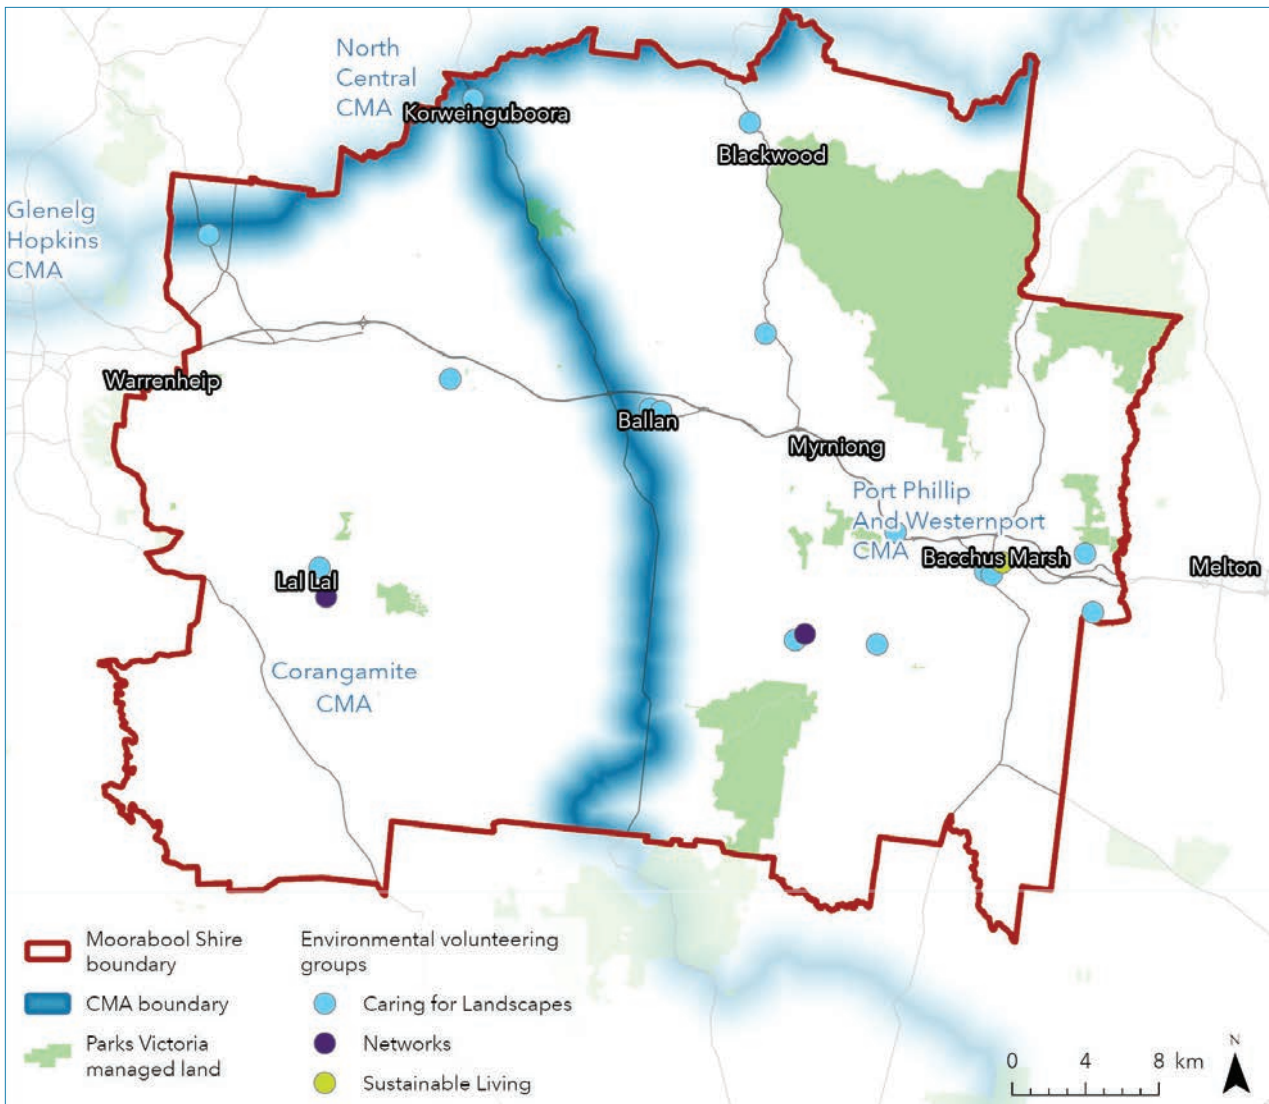 North
Central
CMA
Korweinguboora
Blackwood
Glenelg
Hopkins
CMA
Warrenheip
Ballan
Myrniong
Port Phillip
And Westernport
CMA
Bacchus Marsh
Melton
Lal Lal
Corangamite
CMA
Moorabool Shire
boundary
CMA boundary
Parks Victoria
managed land
Environmental volunteering
groups
Caring for Landscapes
Networks
Sustainable Living
0 4 8 km
N